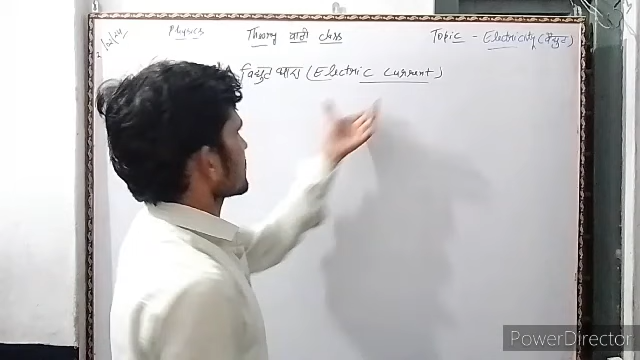 Physics Theory वाली class Topic - Electricity (वैद्युत)
विद्युत धारा (Electric Current)
PowerDirector